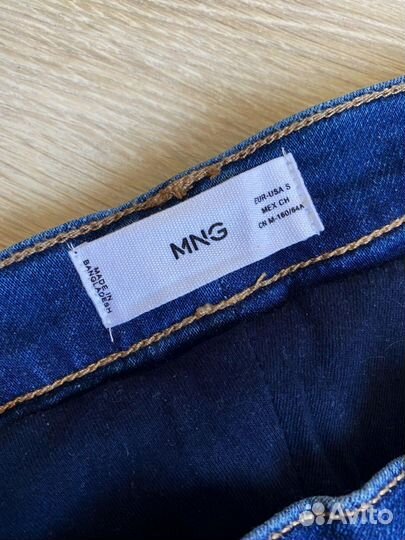 MADE IN
BANGLADESH
MNG
EUR-USA S
MEX CH
CN M-160/64A
Avito